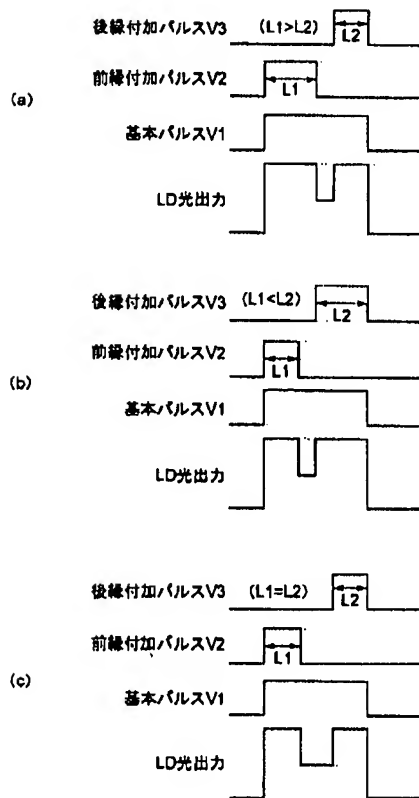 (a)
後縁付加パルスV3 (L1>L2) L2
前縁付加パルスV2 L1
基本パルスV1
LD光出力
(b)
後縁付加パルスV3 (L1<L2) L2
前縁付加パルスV2 L1
基本パルスV1
LD光出力
(c)
後縁付加パルスV3 (L1=L2) L2
前縁付加パルスV2 L1
基本パルスV1
LD光出力